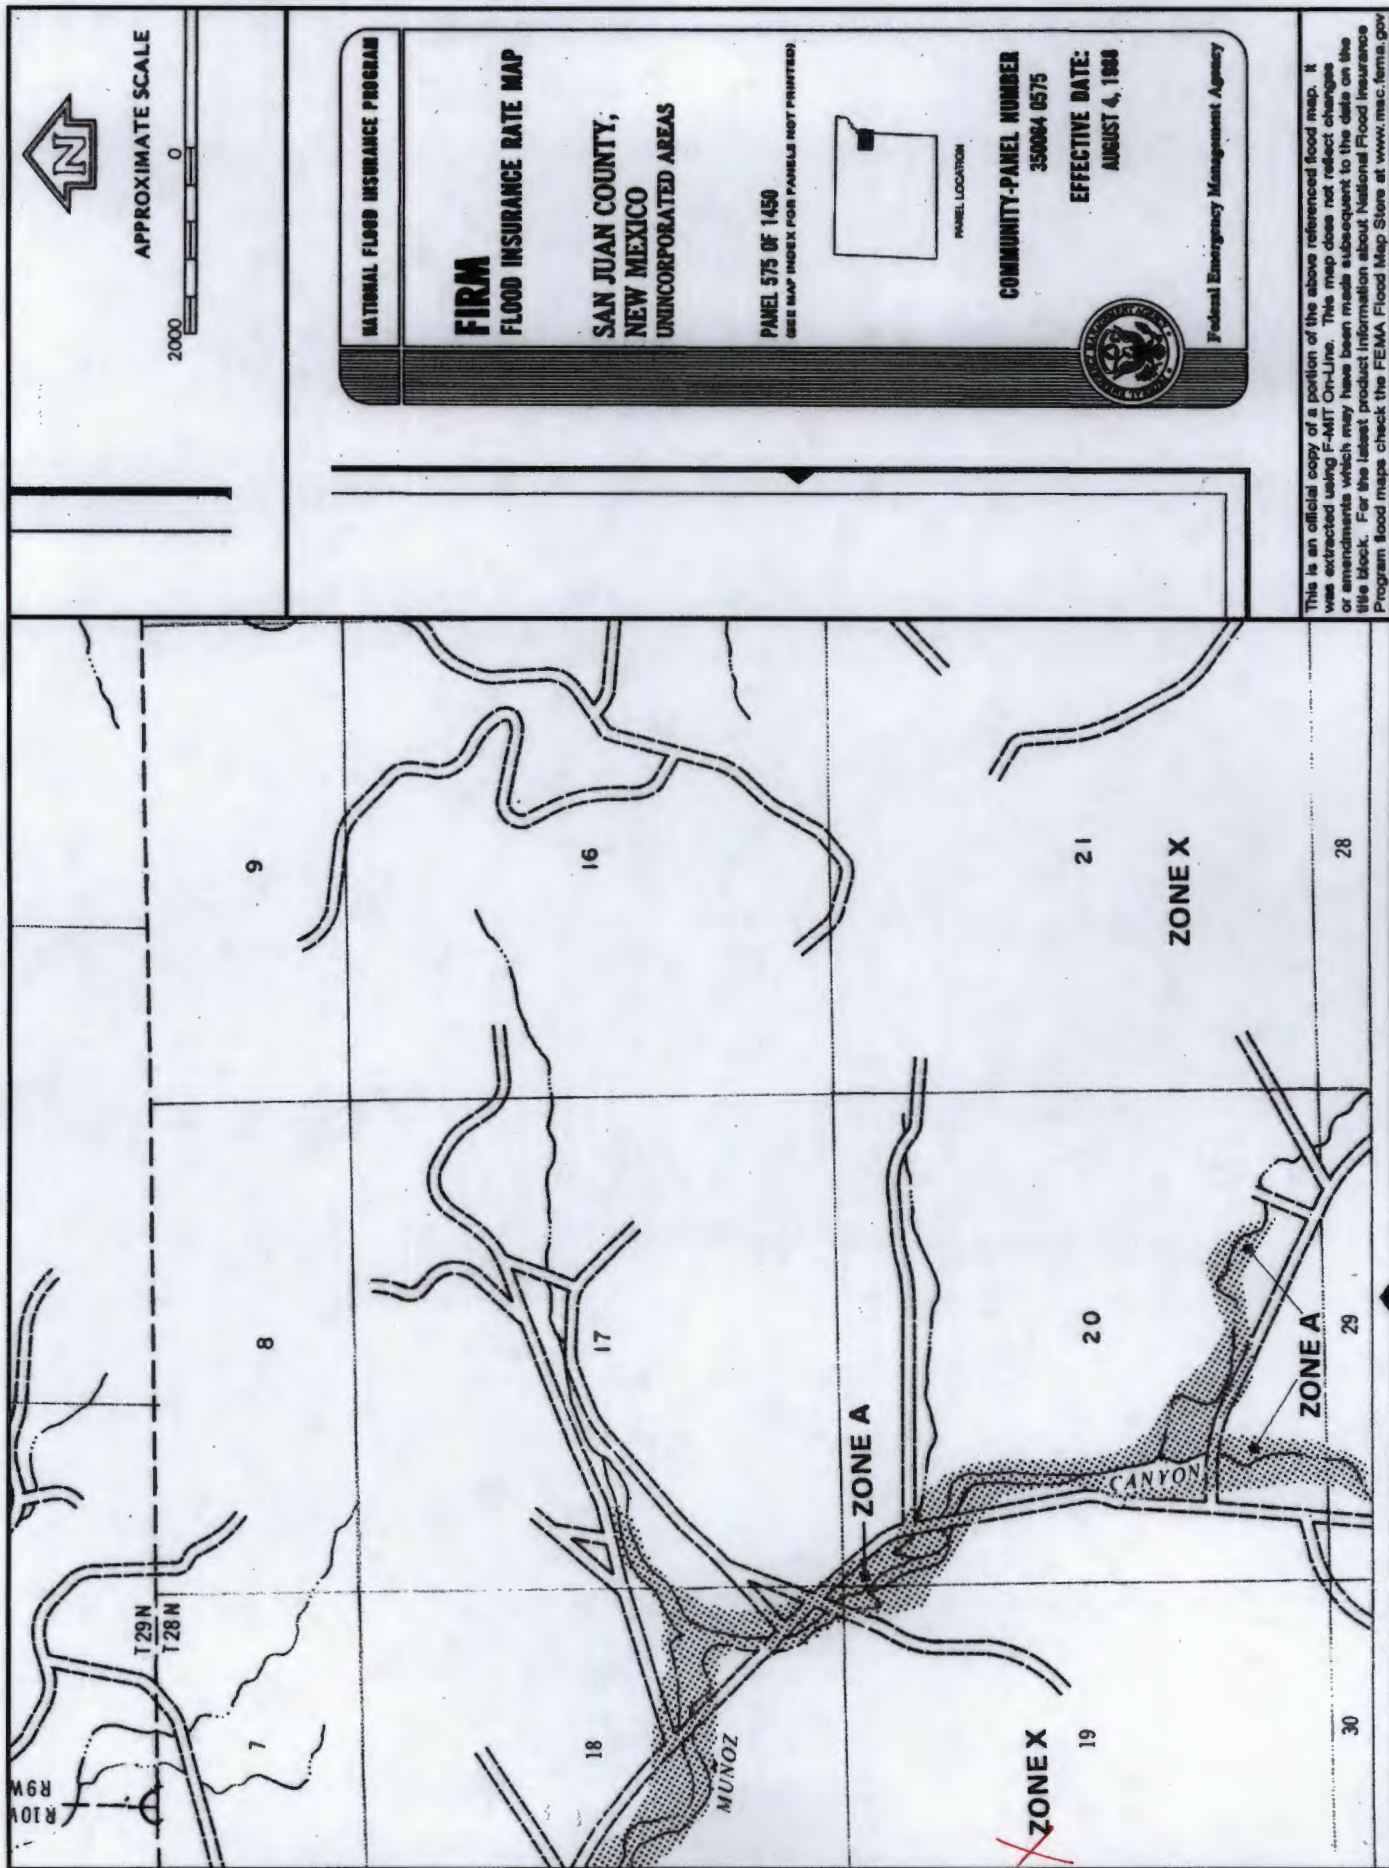 N
APPROXIMATE SCALE
2000
0
NATIONAL FLOOD INSURANCE PROGRAM
FIRM
FLOOD INSURANCE RATE MAP
SAN JUAN COUNTY,
NEW MEXICO
UNINCORPORATED AREAS
PANEL 575 OF 1450
(SEE MAP INDEX FOR PANELS NOT PRINTED)
PANEL LOCATION
COMMUNITY-PANEL NUMBER
350064 0575
EFFECTIVE DATE:
AUGUST 4, 1988
Federal Emergency Management Agency
This is an official copy of a portion of the above referenced flood map. It
was extracted using F-MIT On-Line. This map does not reflect changes
or amendments which may have been made subsequent to the date on the
title block. For the latest product information about National Flood Insurance
Program flood maps check the FEMA Flood Map Store at www.msc.fema.gov
R10W
R9W
T29N
T28N
7
8
9
18
17
16
MUNOZ
ZONE A
19
20
21
ZONE X
CANYON
ZONE X
ZONE A
30
29
28